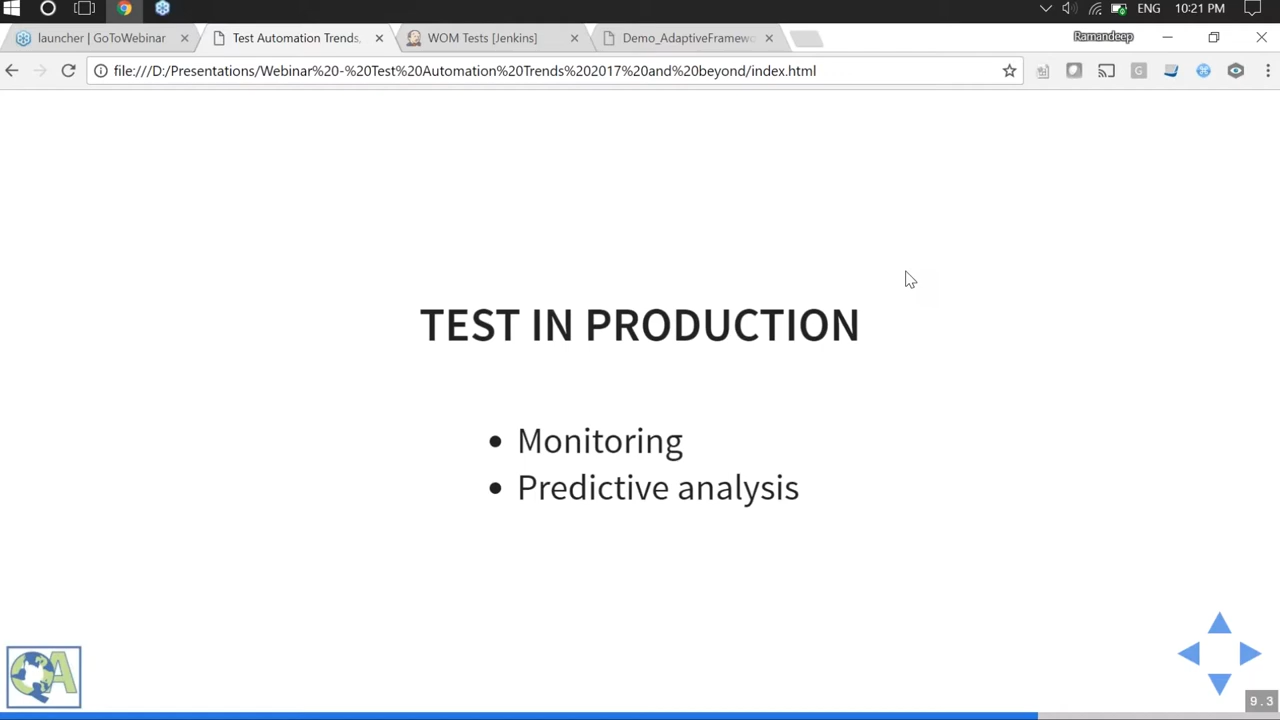 ENG 10:21 PM
launcher | GoToWebinar
Test Automation Trends,
WOM Tests [Jenkins]
Demo_AdaptiveFramewo
Ramandeep
file:///D:/Presentations/Webinar%20-%20Test%20Automation%20Trends%202017%20and%20beyond/index.html
G
TEST IN PRODUCTION
• Monitoring
• Predictive analysis
A
9.3